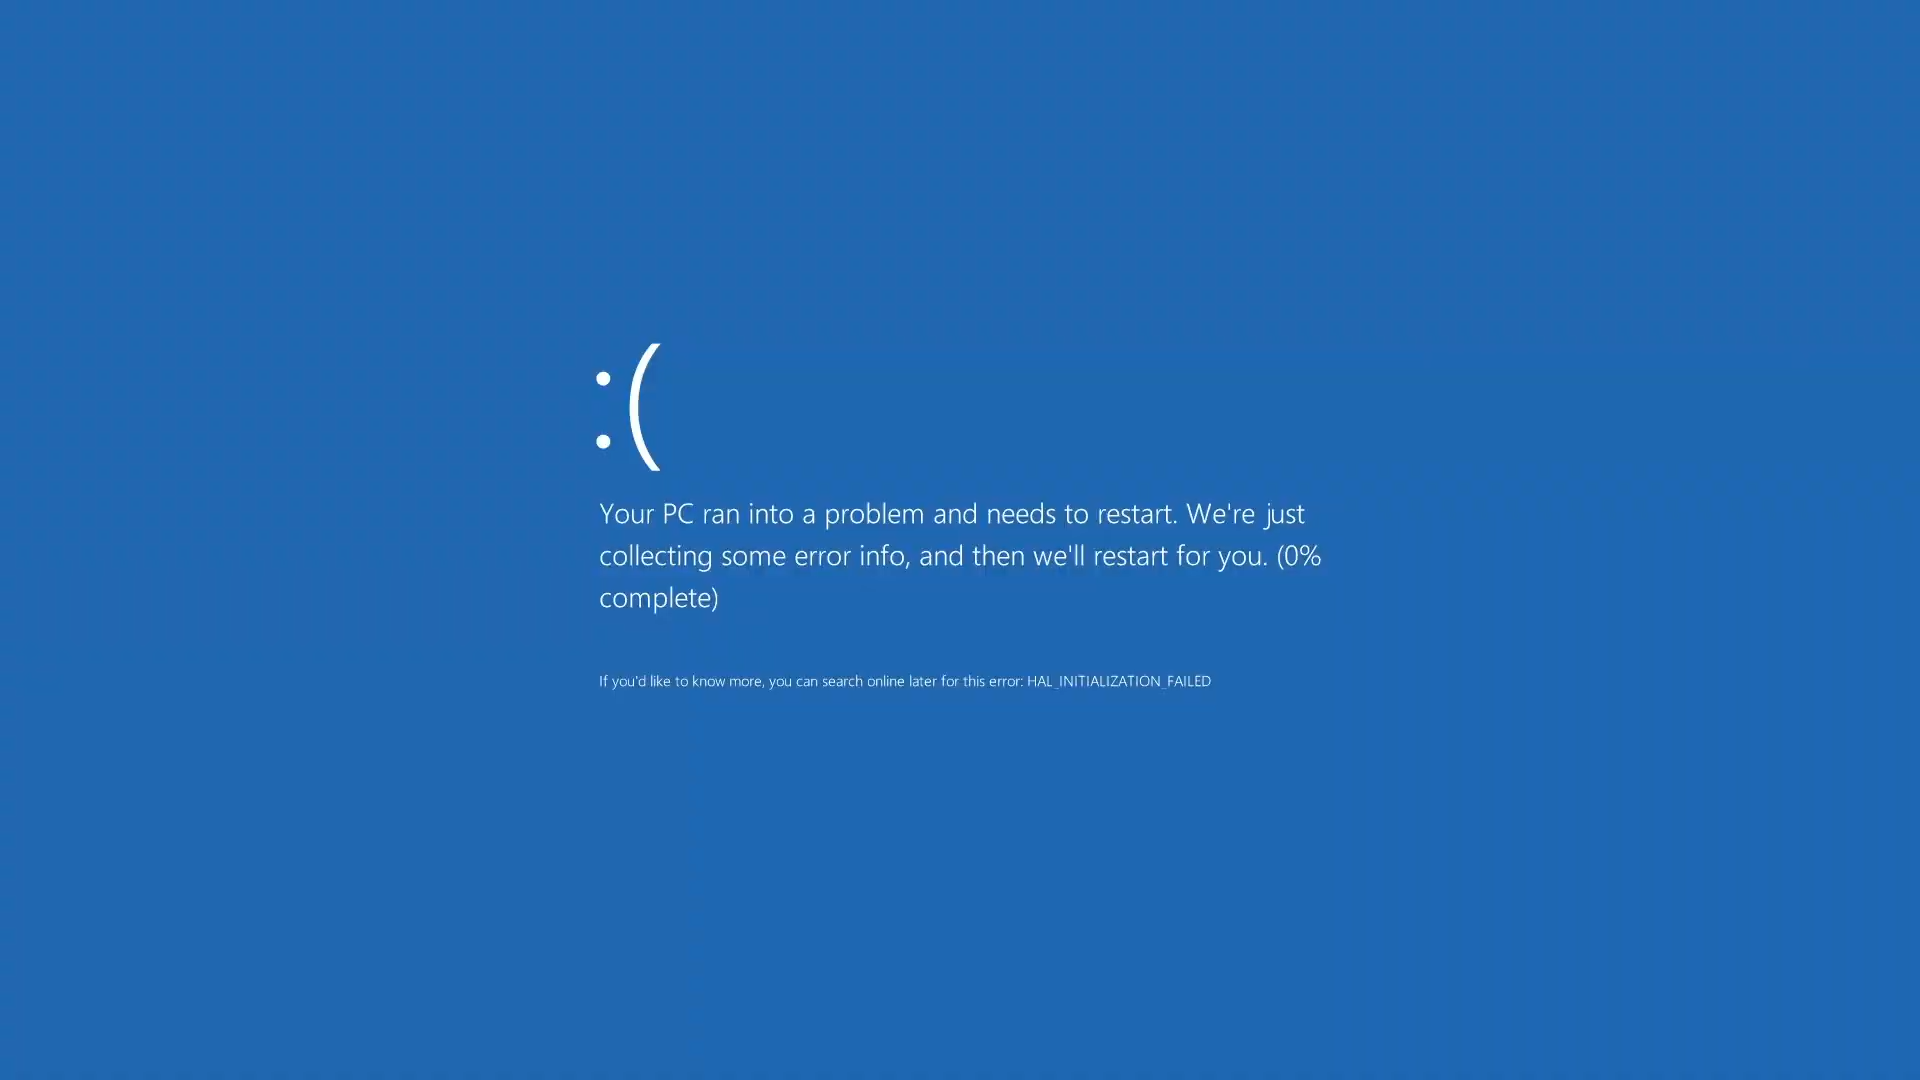 :(
Your PC ran into a problem and needs to restart. We're just
collecting some error info, and then we'll restart for you. (0%
complete)
If you'd like to know more, you can search online later for this error: HAL_INITIALIZATION_FAILED